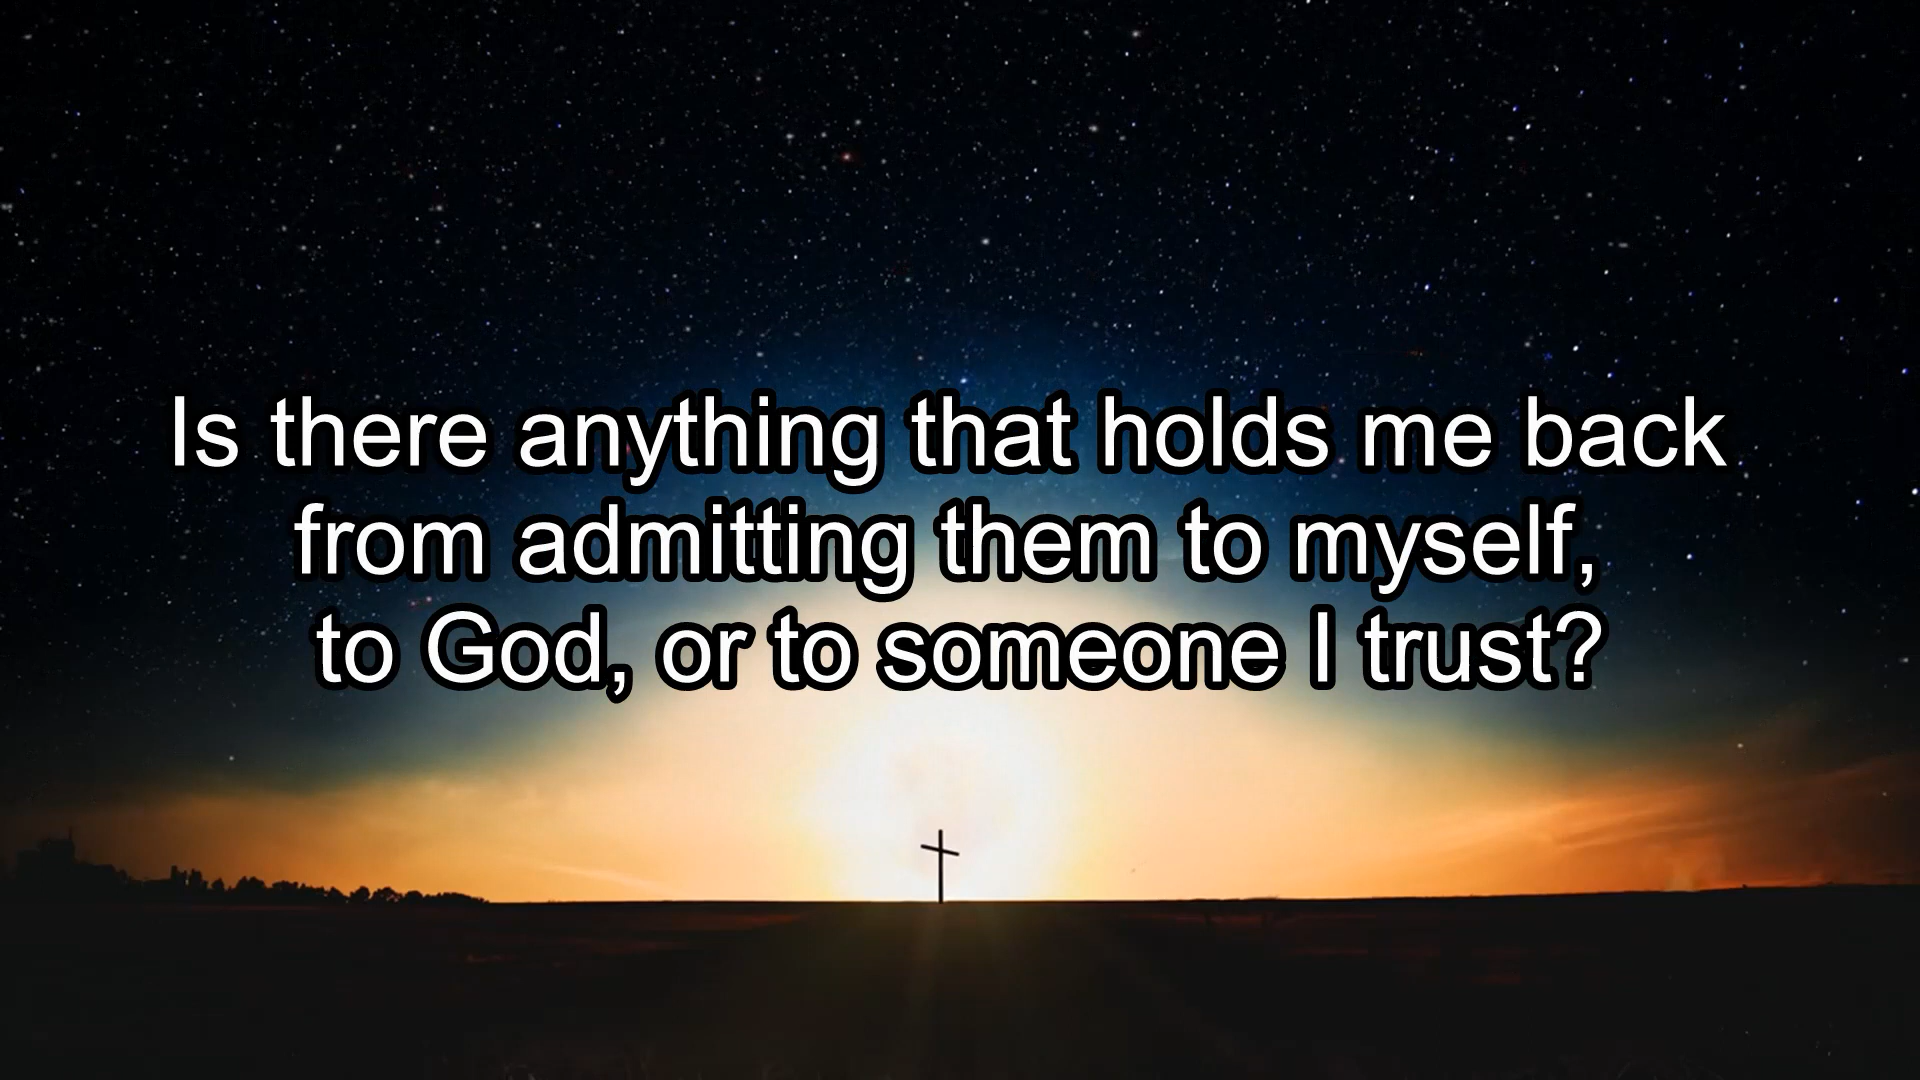 Is there anything that holds me back
from admitting them to myself,
to God, or to someone I trust?